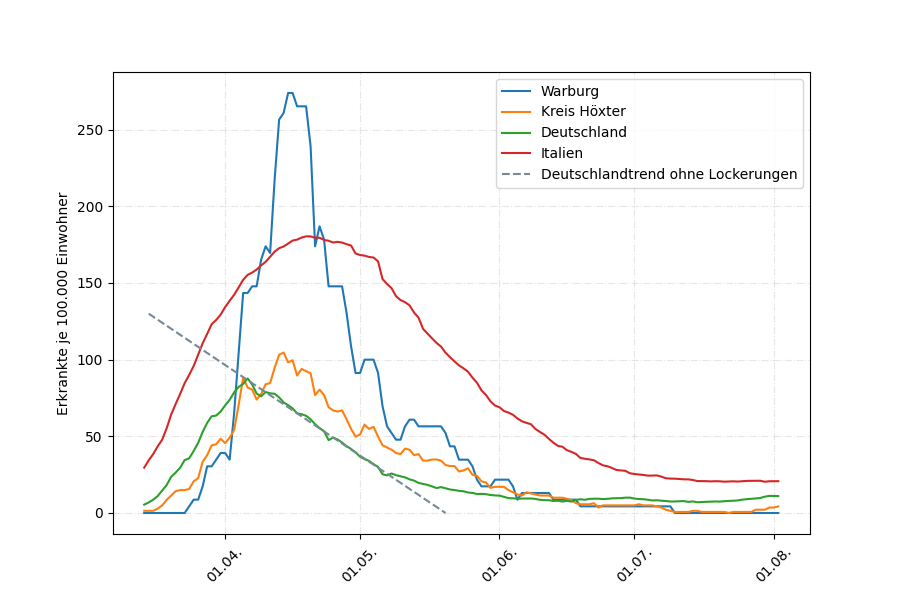 Warburg
Kreis Höxter
Deutschland
Italien
Deutschlandtrend ohne Lockerungen
Erkrankte je 100.000 Einwohner
250
200
150
100
50
0
01.04.
01.05.
01.06.
01.07.
01.08.